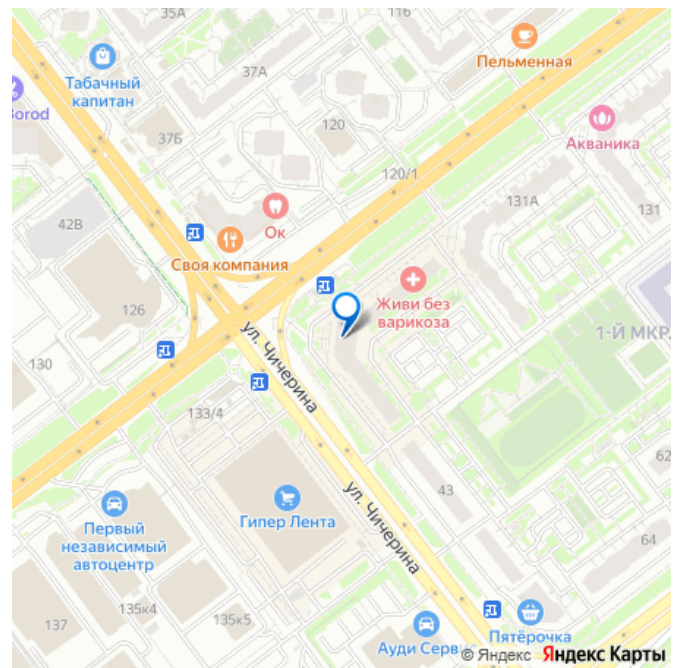 35А
116
Пельменная
Табачный
капитан
37А
Borod
120
37Б
Акваника
120/1
131А
131
42В
Ок
Своя компания
Живи без
варикоза
126
1-Й МКР.
ул. Чичерина
130
133/4
62
43
ул. Чичерина
Гипер Лента
Первый
независимый
автоцентр
64
135к4
135к5
137
Ауди Серв
Пятёрочка
© Яндекс Яндекс Карты